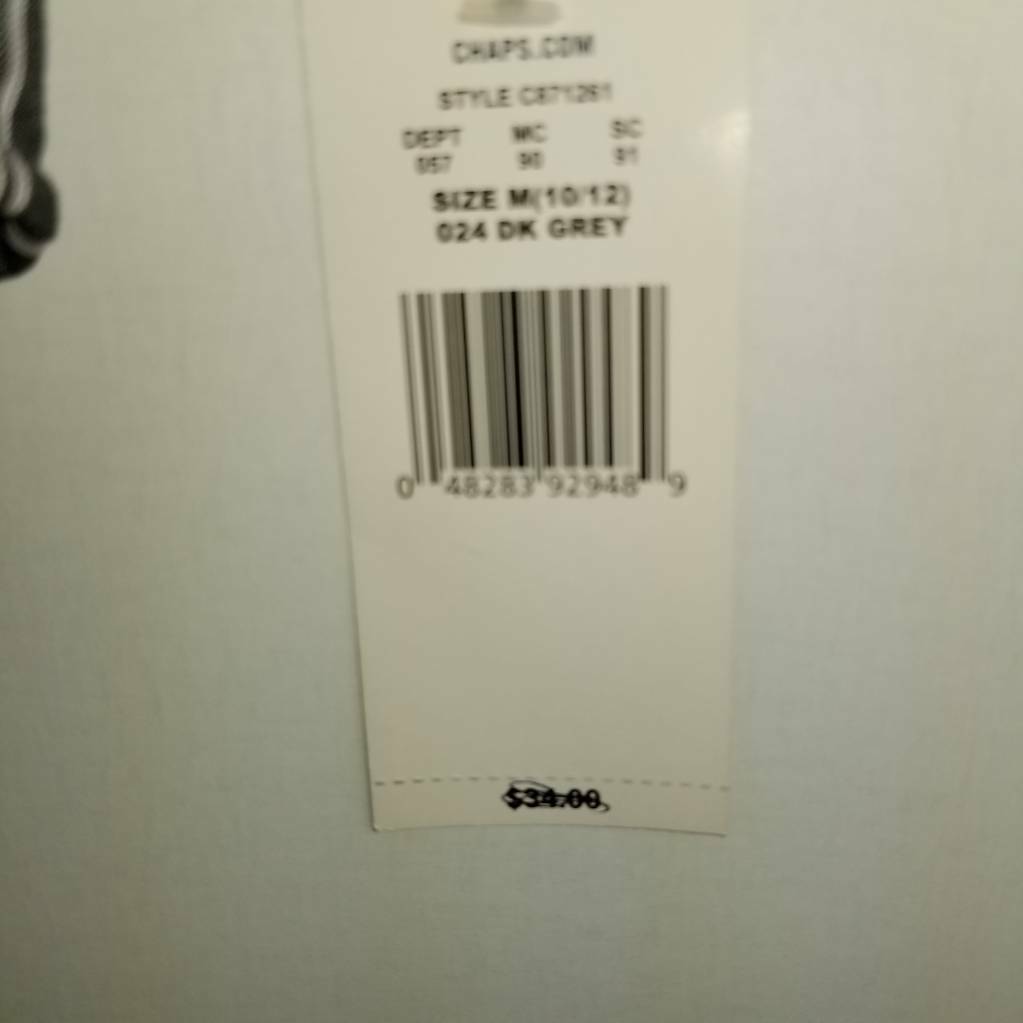 CHAPS.COM
STYLE C871261
DEPT MC SC
057 90 91
SIZE M(10/12)
024 DK GREY
0 48283 92948 9
$34.00